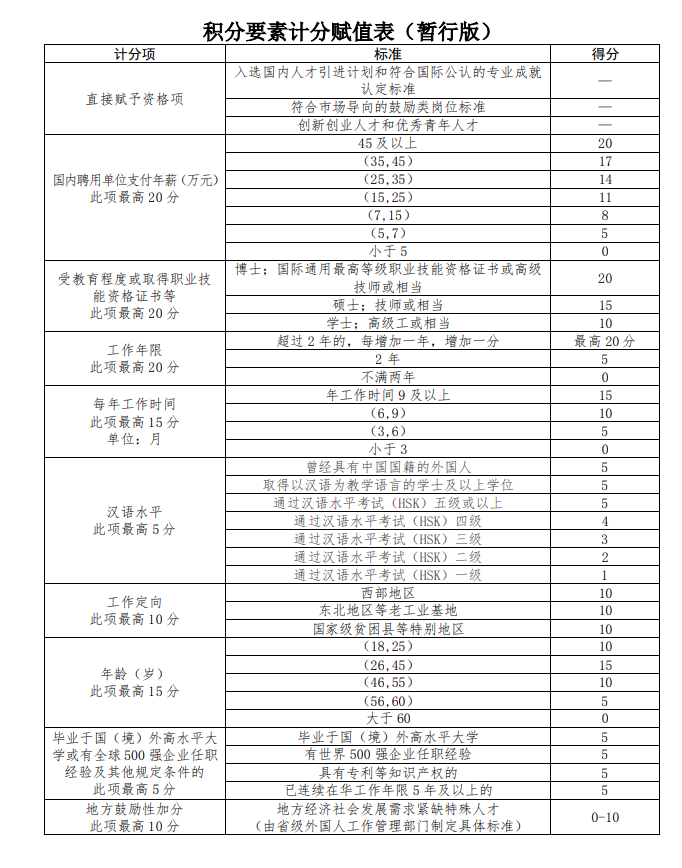 积分要素计分赋值表（暂行版）
计分项 标准 得分
直接赋予资格项
入选国内人才引进计划和符合国际公认的专业成就
认定标准
—
符合市场导向的鼓励类岗位标准 —
创新创业人才和优秀青年人才 —
国内聘用单位支付年薪（万元）
此项最高 20 分
45 及以上 20
(35,45) 17
(25,35) 14
(15,25) 11
(7,15) 8
(5,7) 5
小于 5 0
受教育程度或取得职业技
能资格证书等
此项最高 20 分
博士；国际通用最高等级职业技能资格证书或高级
技师或相当
20
硕士；技师或相当 15
学士；高级工或相当 10
工作年限
此项最高 20 分
超过 2 年的，每增加一年，增加一分 最高 20 分
2 年 5
不满两年 0
每年工作时间
此项最高 15 分
单位：月
年工作时间 9 及以上 15
(6,9) 10
(3,6) 5
小于 3 0
汉语水平
此项最高 5 分
曾经具有中国国籍的外国人 5
取得以汉语为教学语言的学士及以上学位 5
通过汉语水平考试（HSK）五级或以上 5
通过汉语水平考试（HSK）四级 4
通过汉语水平考试（HSK）三级 3
通过汉语水平考试（HSK）二级 2
通过汉语水平考试（HSK）一级 1
工作定向
此项最高 10 分
西部地区 10
东北地区等老工业基地 10
国家级贫困县等特别地区 10
年龄（岁）
此项最高 15 分
(18,25) 10
(26,45) 15
(46,55) 10
(56,60) 5
大于 60 0
毕业于国（境）外高水平大
学或有全球 500 强企业任职
经验及其他规定条件的
此项最高 5 分
毕业于国（境）外高水平大学 5
有世界 500 强企业任职经验 5
具有专利等知识产权的 5
已连续在华工作年限 5 年及以上的 5
地方鼓励性加分
此项最高 10 分
地方经济社会发展需求紧缺特殊人才
（由省级外国人工作管理部门制定具体标准）
0-10